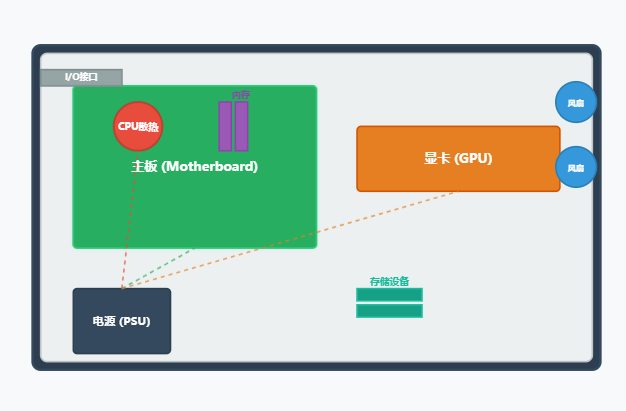 I/O接口
内存
CPU散热
主板 (Motherboard)
风扇
显卡 (GPU)
风扇
存储设备
电源 (PSU)